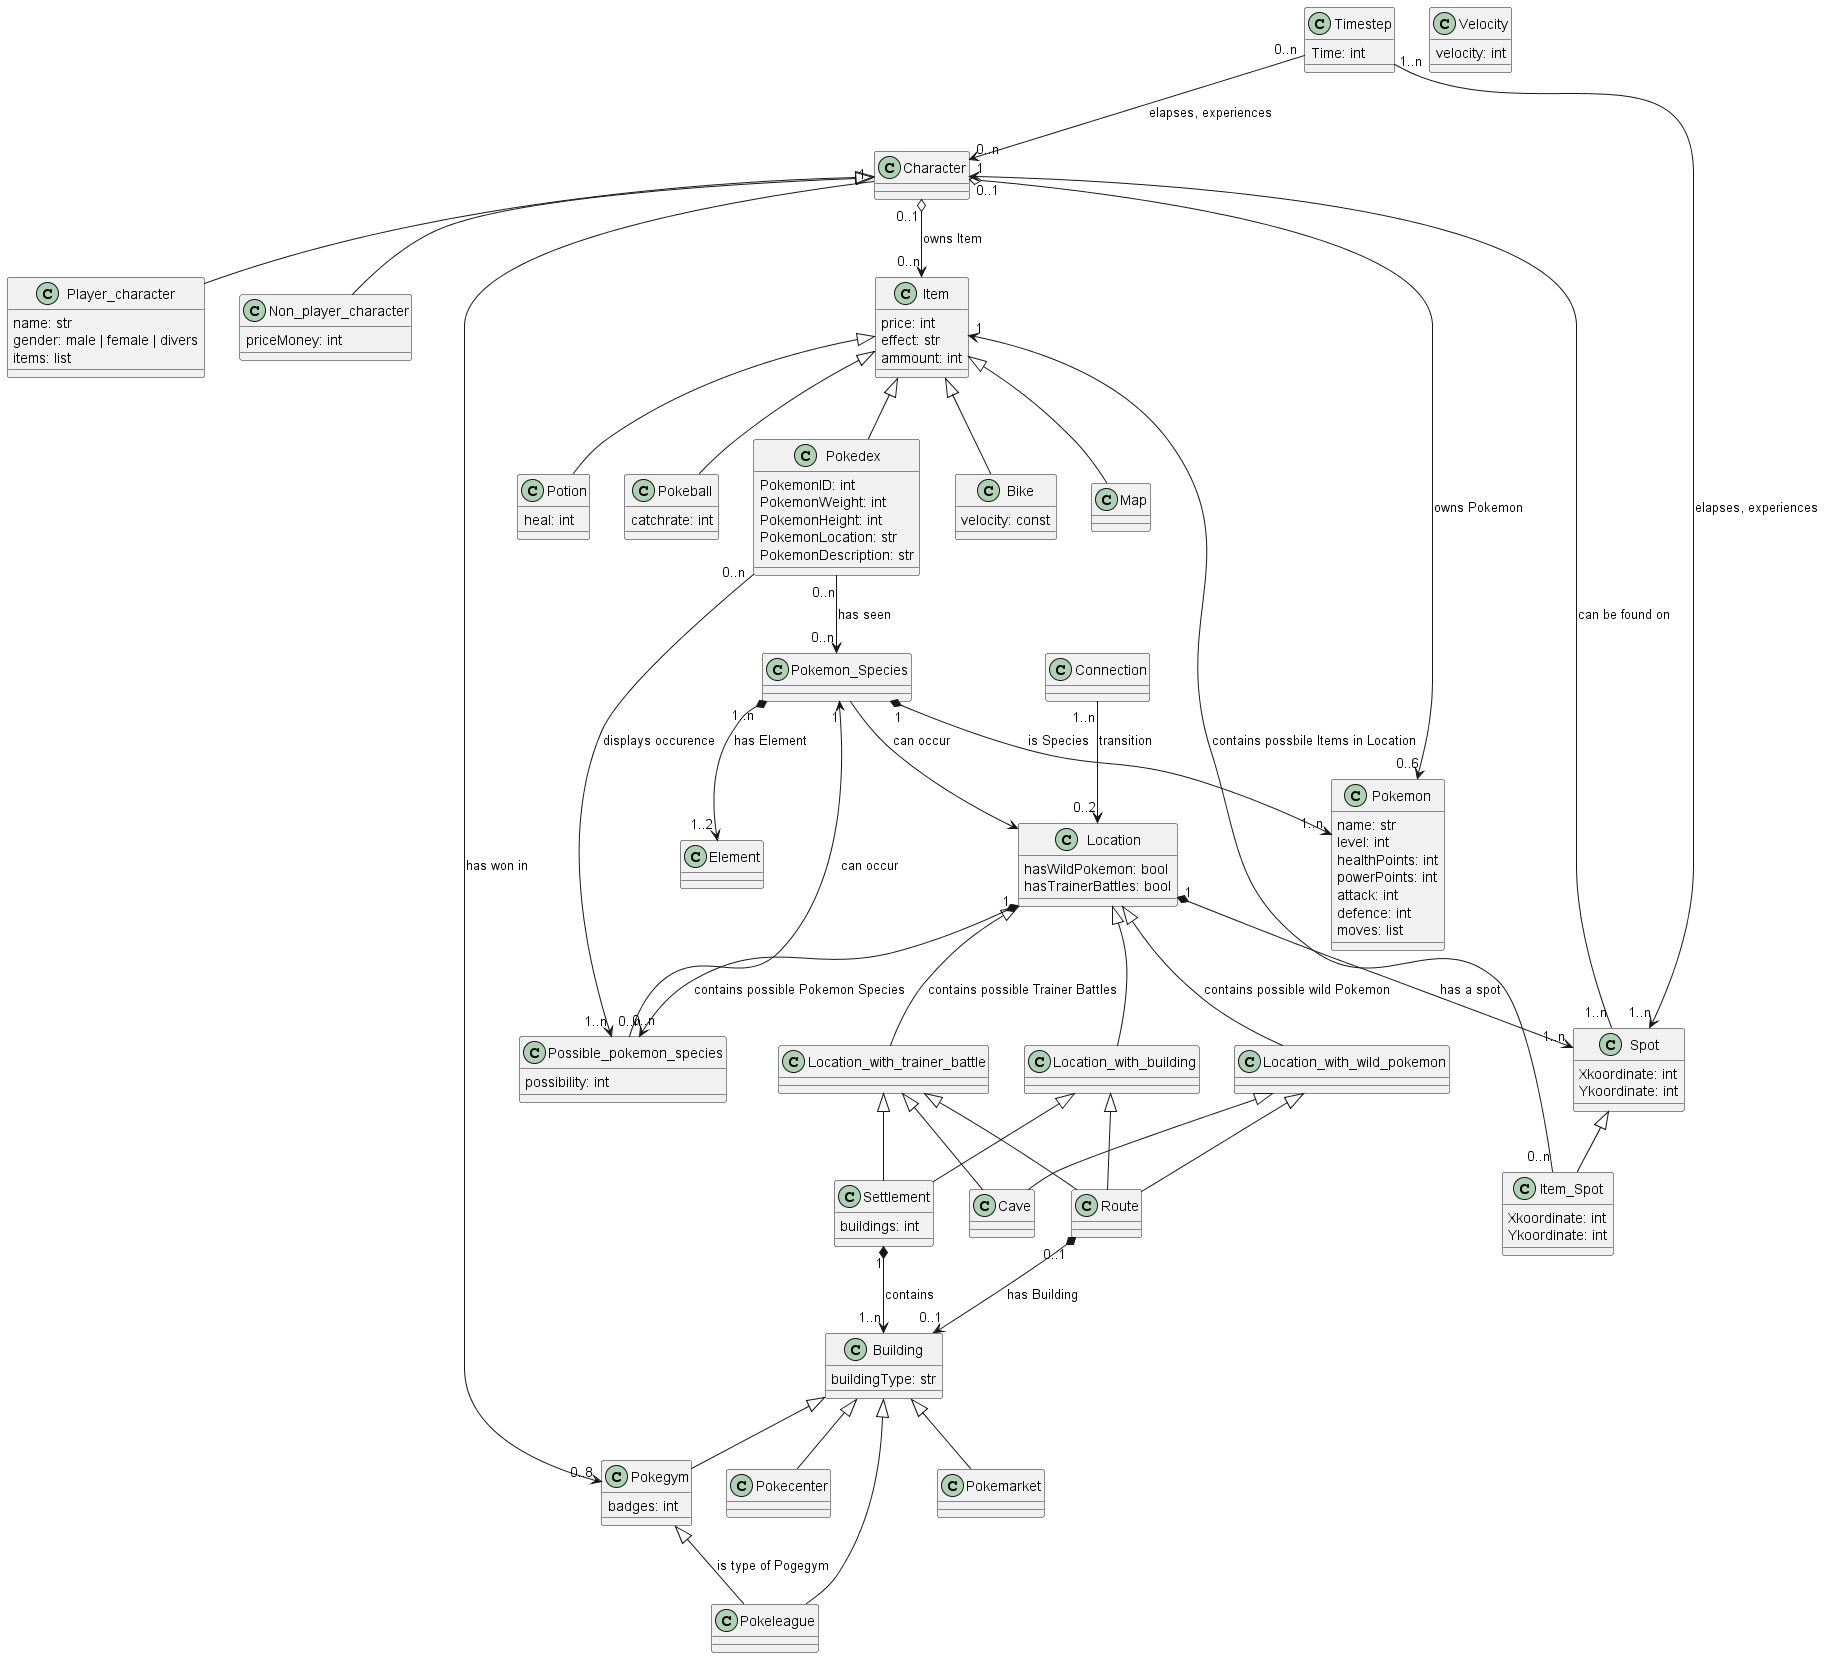 C Timestep
Time: int
C Velocity
velocity: int
0..n
1..n
elapses, experiences
0..n
C Character
1
1
0..1
0..1
owns Item
0..n
C Player_character
name: str
gender: male | female | divers
items: list
C Non_player_character
priceMoney: int
C Item
price: int
effect: str
ammount: int
1
C Potion
heal: int
C Pokeball
catchrate: int
C Pokedex
PokemonID: int
PokemonWeight: int
PokemonHeight: int
PokemonLocation: str
PokemonDescription: str
C Bike
velocity: const
C Map
owns Pokemon
elapses, experiences
0..n
0..n
has seen
can be found on
0..n
C Pokemon_Species
C Connection
1..n
1
1
1..n
displays occurence
has Element
can occur
is Species
transition
contains possbile Items in Location
0..6
C Pokemon
name: str
level: int
healthPoints: int
powerPoints: int
attack: int
defence: int
moves: list
0..2
1..n
1..2
C Element
C Location
hasWildPokemon: bool
hasTrainerBattles: bool
has won in
can occur
1
1
contains possible Pokemon Species
contains possible Trainer Battles
contains possible wild Pokemon
has a spot
1..n
0..n
0..n
1..n
1..n
1..n
C Possible_pokemon_species
possibility: int
C Location_with_trainer_battle
C Location_with_building
C Location_with_wild_pokemon
C Spot
Xkoordinate: int
Ykoordinate: int
0..n
C Settlement
buildings: int
C Cave
C Route
C Item_Spot
Xkoordinate: int
Ykoordinate: int
1
0..1
contains
has Building
1..n
0..1
C Building
buildingType: str
0..8
C Pokegym
badges: int
C Pokecenter
C Pokemarket
is type of Pogegym
C Pokeleague